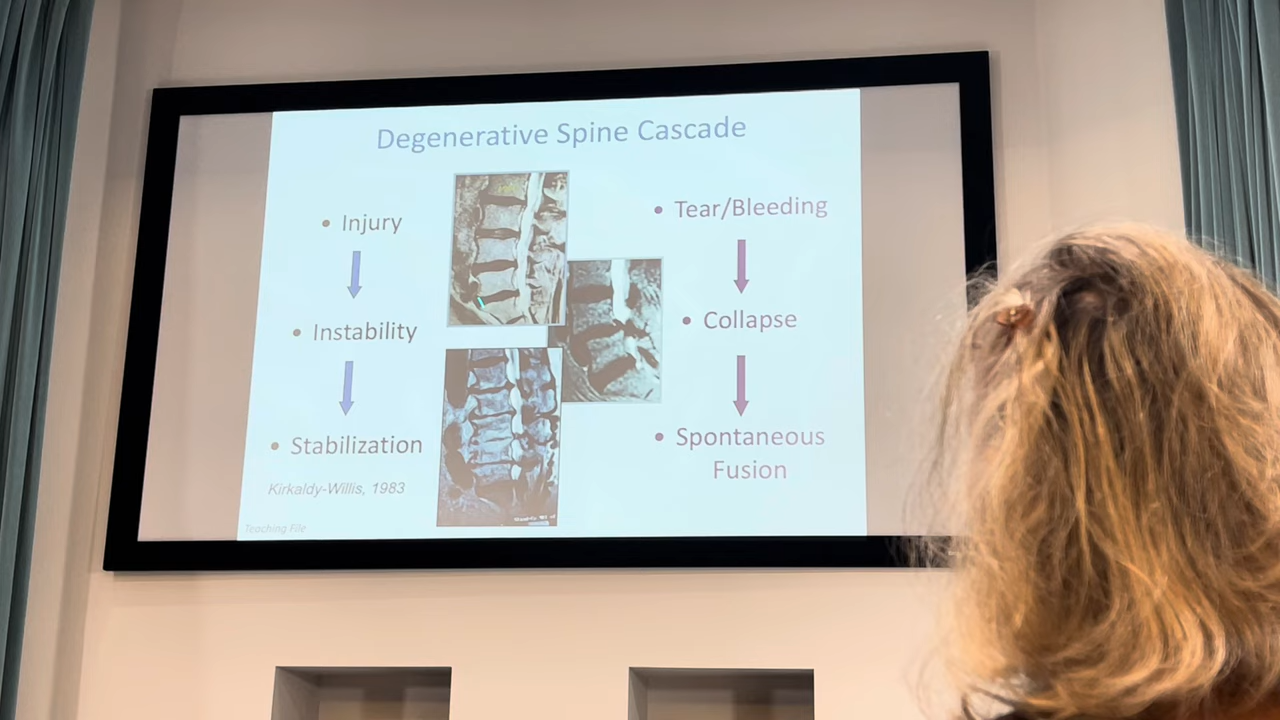 Degenerative Spine Cascade
• Injury
• Instability
• Stabilization
Kirkaldy-Willis, 1983
Teaching File
• Tear/Bleeding
• Collapse
• Spontaneous
Fusion